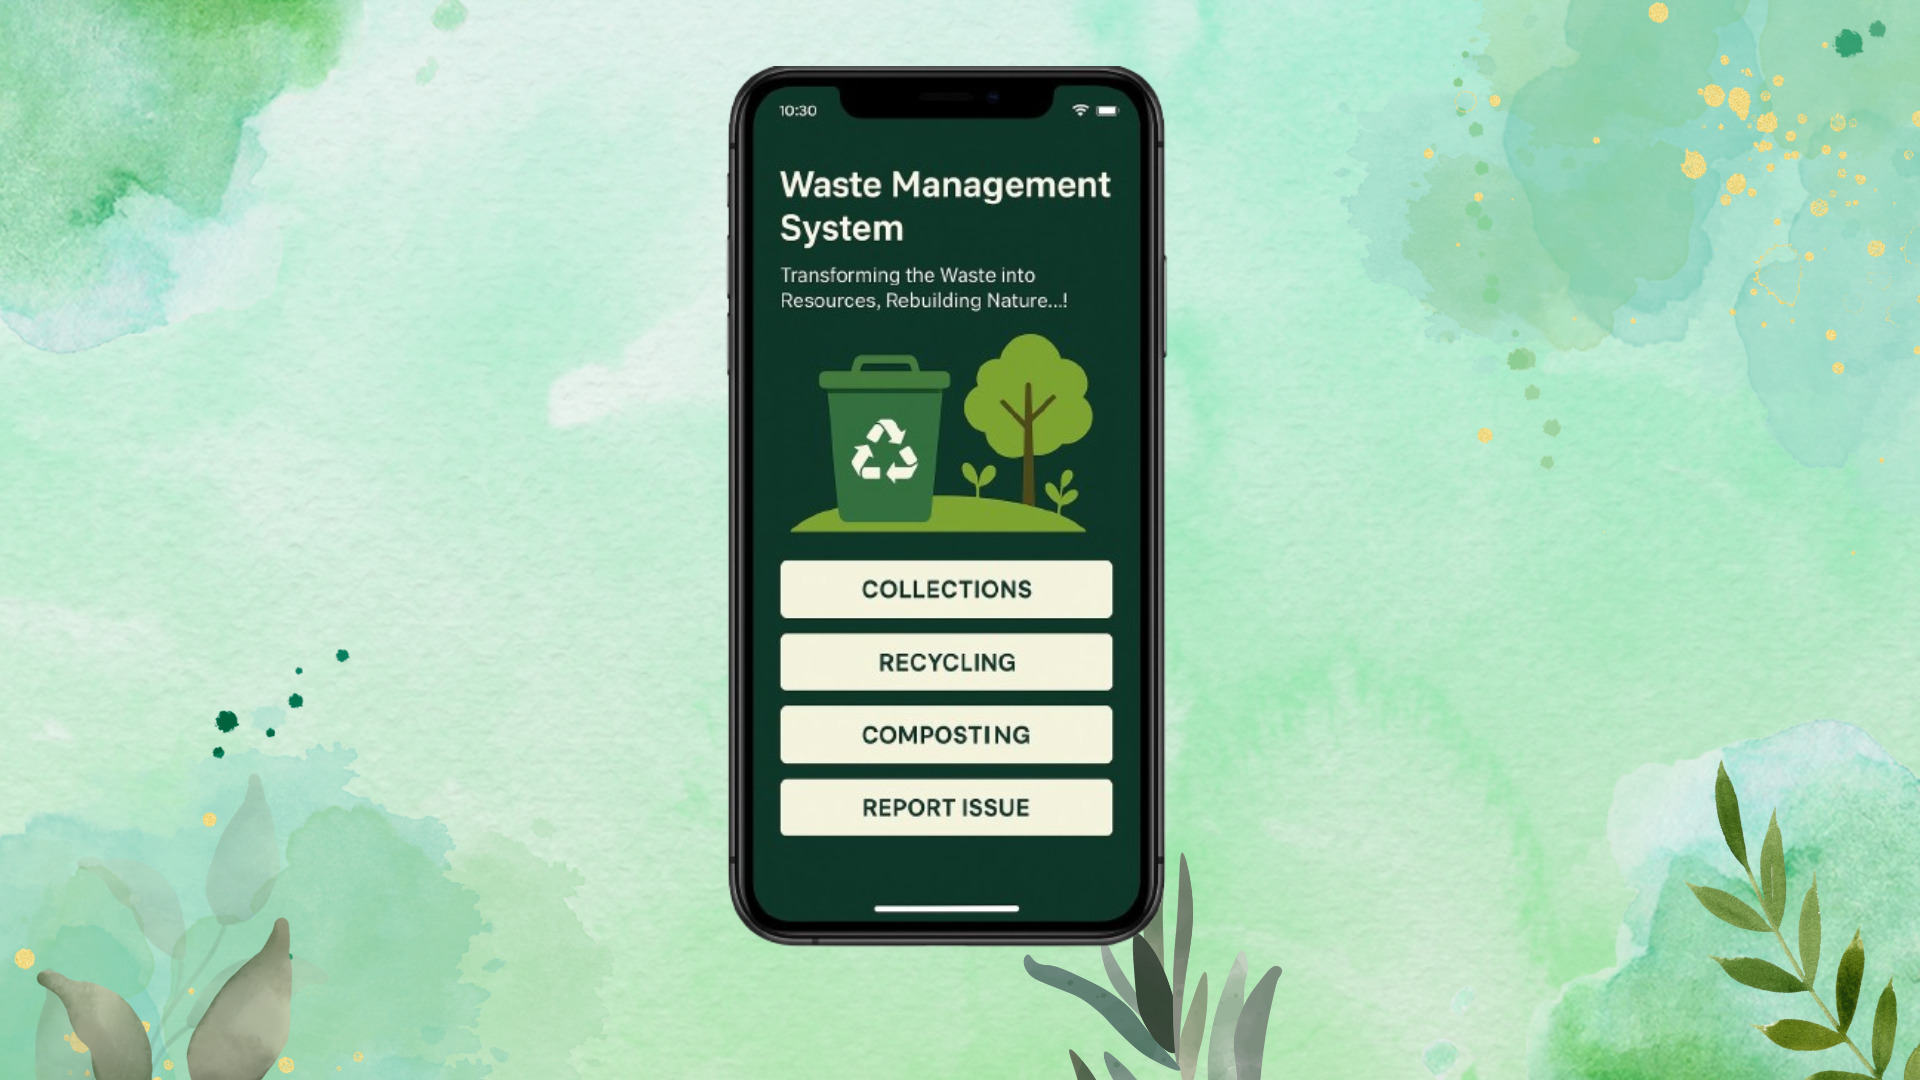 10:30
Waste Management
System
Transforming the Waste into
Resources, Rebuilding Nature...!
COLLECTIONS
RECYCLING
COMPOSTING
REPORT ISSUE